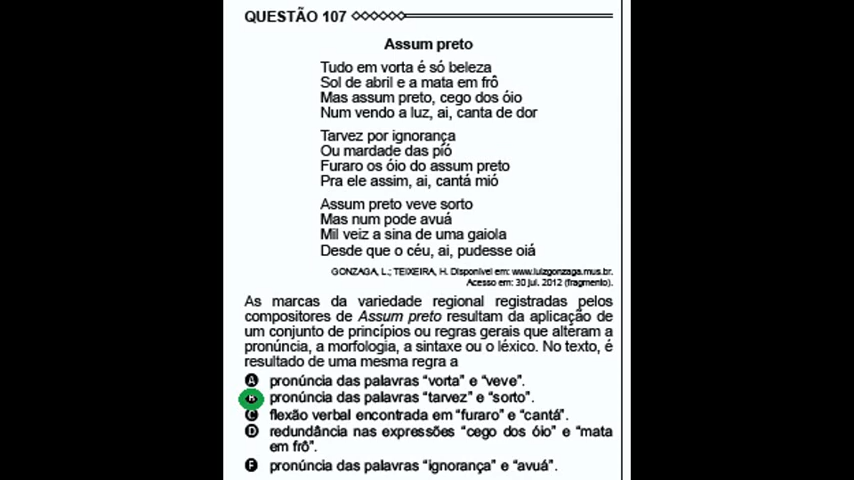 QUESTÃO 107
Assum preto
Tudo em vorta é só beleza
Sol de abril e a mata em frô
Mas assum preto, cego dos óio
Num vendo a luz, ai, canta de dor
Tarvez por ignorança
Ou mardade das pió
Furaro os óio do assum preto
Pra ele assim, ai, cantá mió
Assum preto veve sorto
Mas num pode avuá
Mil veiz a sina de uma gaiola
Desde que o céu, ai, pudesse oiá
GONZAGA, L.; TEIXEIRA, H. Disponível em: www.luizgonzaga.mus.br.
Acesso em: 30 jul. 2012 (fragmento).
As marcas da variedade regional registradas pelos
compositores de Assum preto resultam da aplicação de
um conjunto de princípios ou regras gerais que alteram a
pronúncia, a morfologia, a sintaxe ou o léxico. No texto, é
resultado de uma mesma regra a
A pronúncia das palavras “vorta” e “veve”.
B pronúncia das palavras “tarvez” e “sorto”.
C flexão verbal encontrada em “furaro” e “cantá”.
D redundância nas expressões “cego dos óio” e “mata
em frô”.
E pronúncia das palavras “ignorança” e “avuá”.